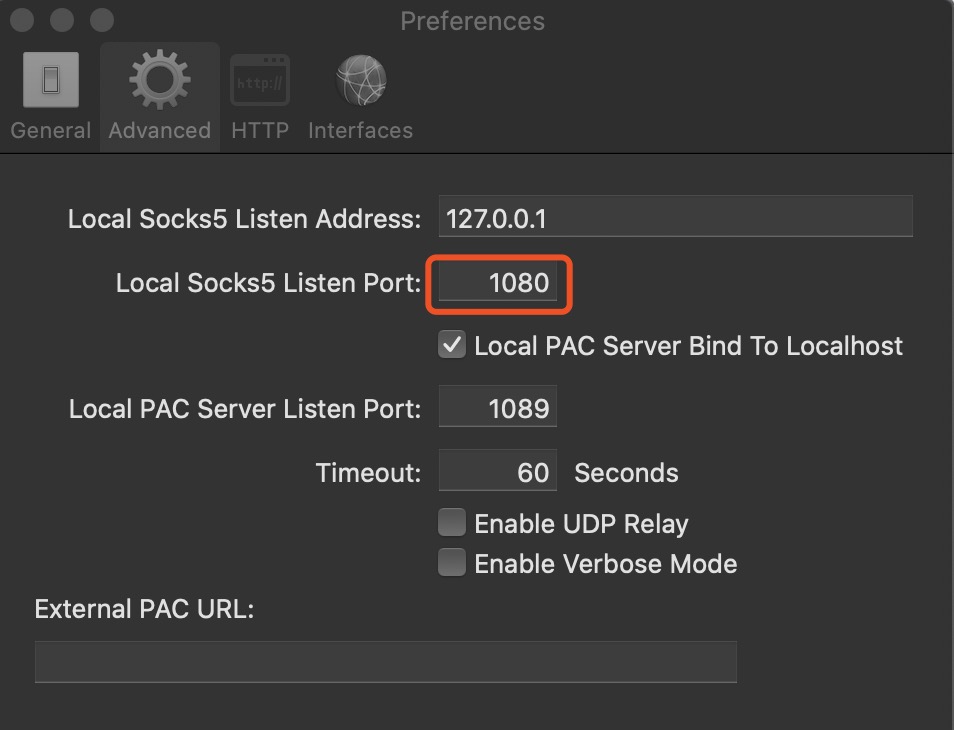 Preferences
General
Advanced
http://
HTTP
Interfaces
Local Socks5 Listen Address: 127.0.0.1
Local Socks5 Listen Port: 1080
Local PAC Server Bind To Localhost
Local PAC Server Listen Port: 1089
Timeout: 60 Seconds
Enable UDP Relay
Enable Verbose Mode
External PAC URL: